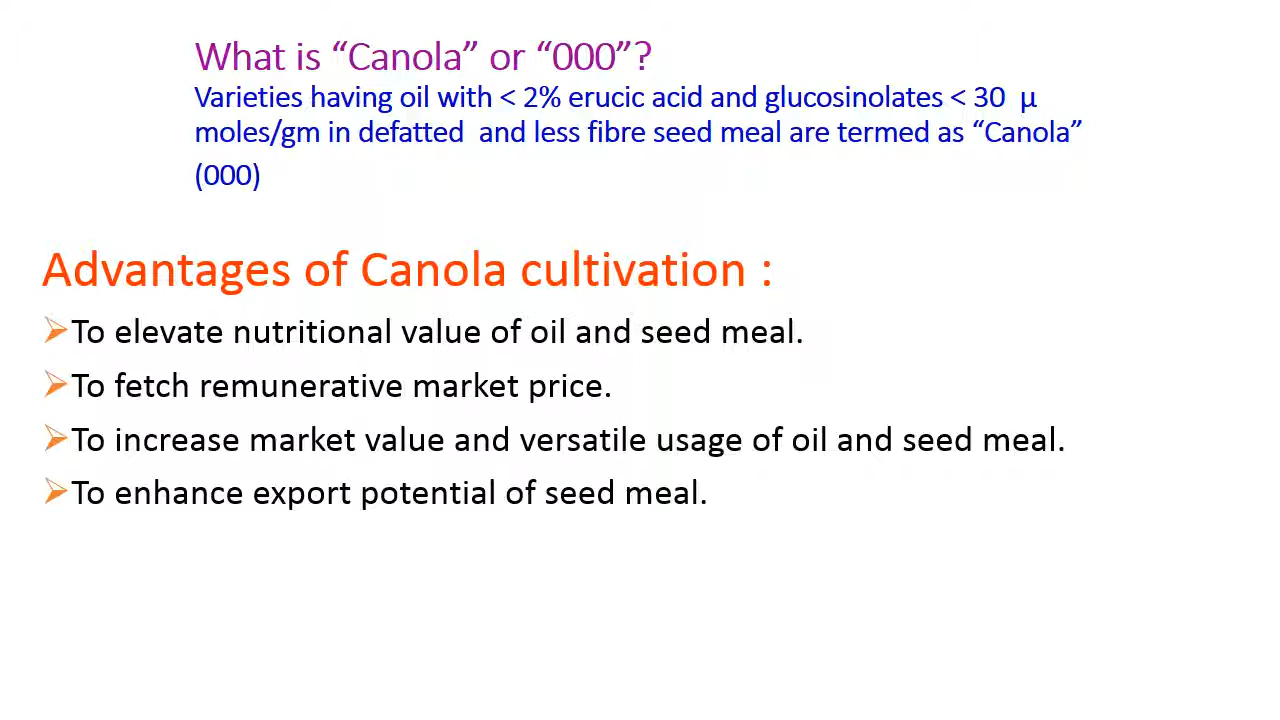 What is “Canola” or “000”?
Varieties having oil with < 2% erucic acid and glucosinolates < 30 µ
moles/gm in defatted and less fibre seed meal are termed as “Canola”
(000)
Advantages of Canola cultivation :
To elevate nutritional value of oil and seed meal.
To fetch remunerative market price.
To increase market value and versatile usage of oil and seed meal.
To enhance export potential of seed meal.